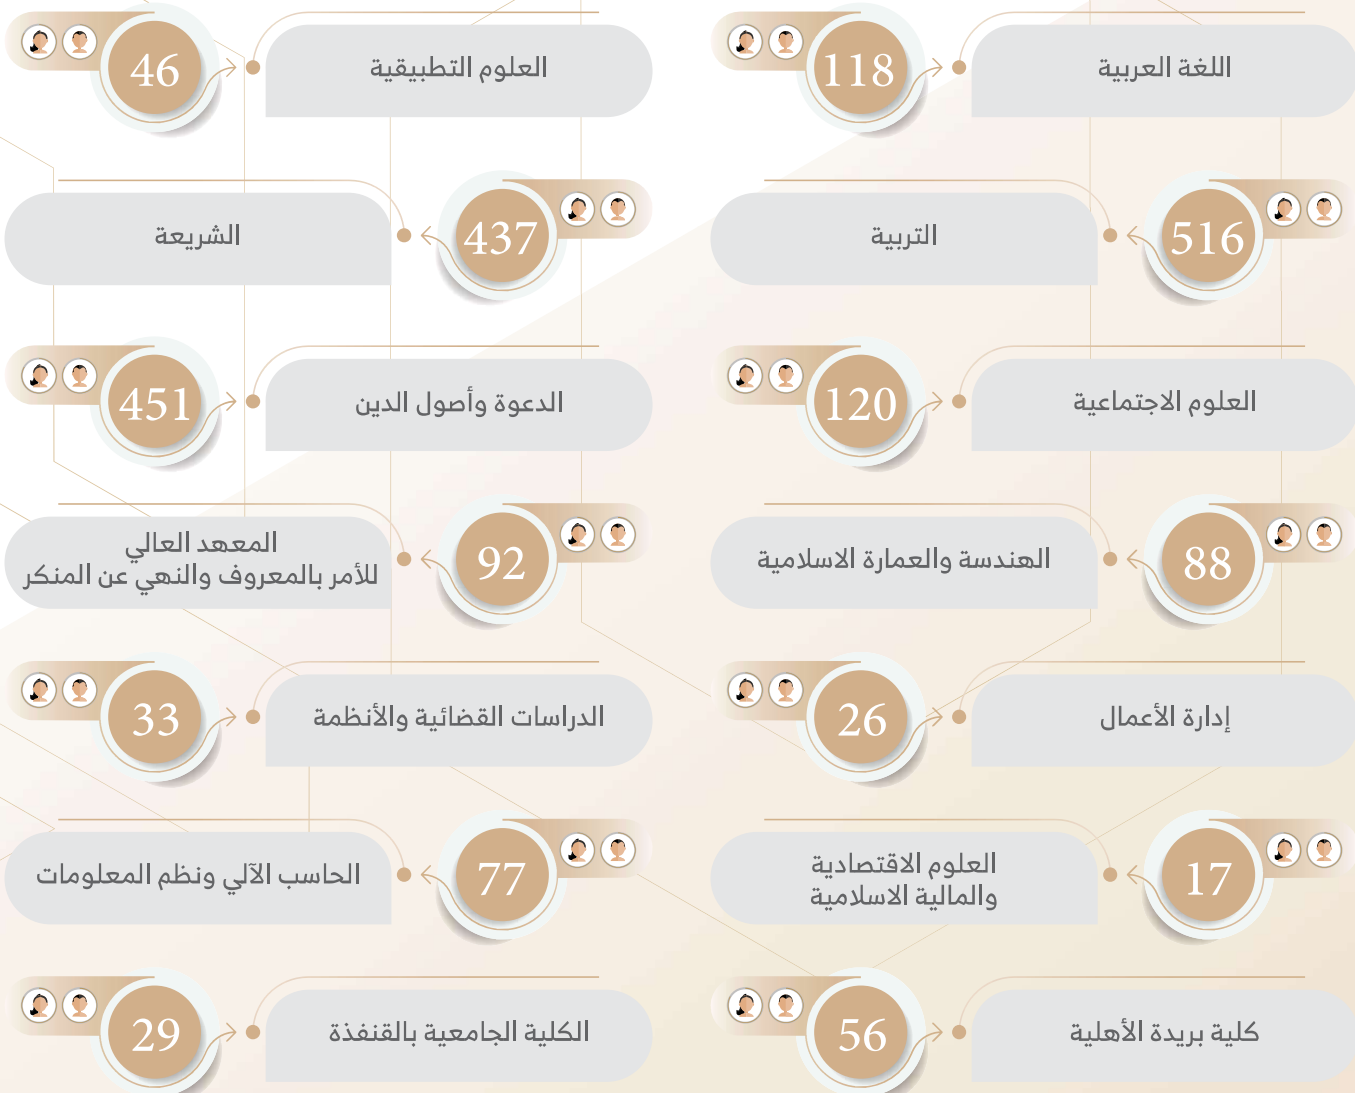 اللغة العربية
118
العلوم التطبيقية
46
516
التربية
437
الشريعة
العلوم الاجتماعية
120
الدعوة وأصول الدين
451
88
الهندسة والعمارة الاسلامية
92
المعهد العالي
للأمر بالمعروف والنهي عن المنكر
إدارة الأعمال
26
الدراسات القضائية والأنظمة
33
17
العلوم الاقتصادية
والمالية الاسلامية
77
الحاسب الآلي ونظم المعلومات
كلية بريدة الأهلية
56
الكلية الجامعية بالقنفذة
29